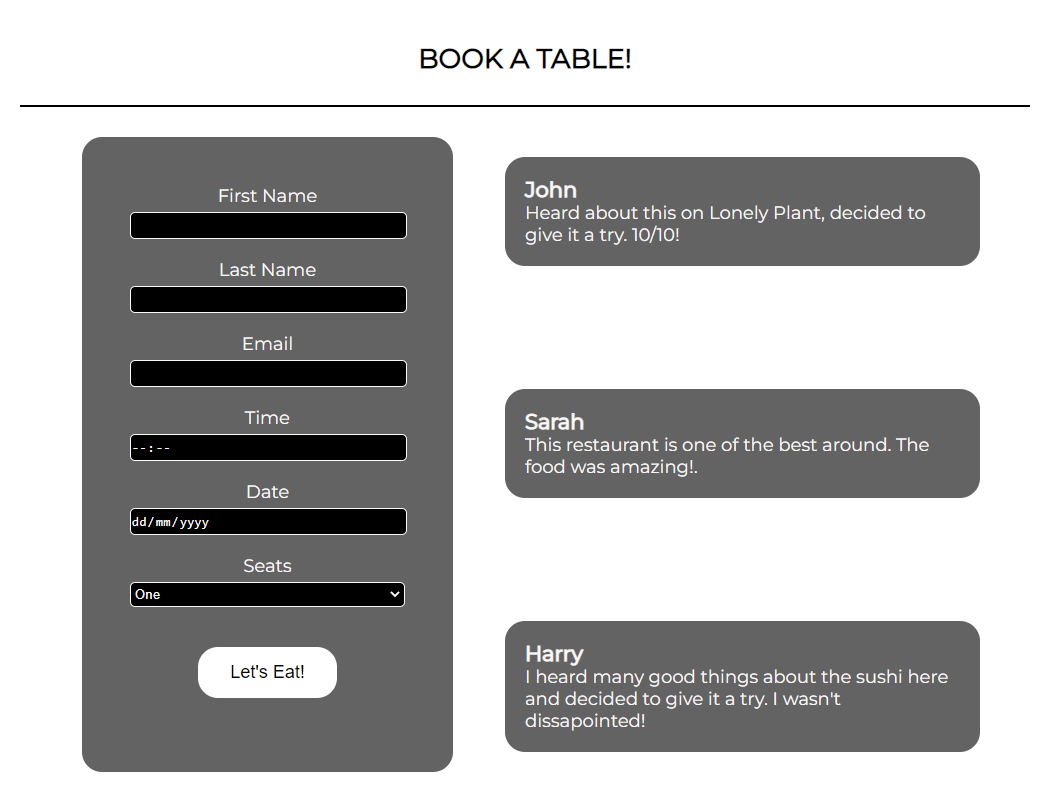 BOOK A TABLE!
First Name
Last Name
Email
Time
--:--
Date
dd/mm/yyyy
Seats
One
Let's Eat!
John
Heard about this on Lonely Plant, decided to
give it a try. 10/10!
Sarah
This restaurant is one of the best around. The
food was amazing!.
Harry
I heard many good things about the sushi here
and decided to give it a try. I wasn't
dissapointed!